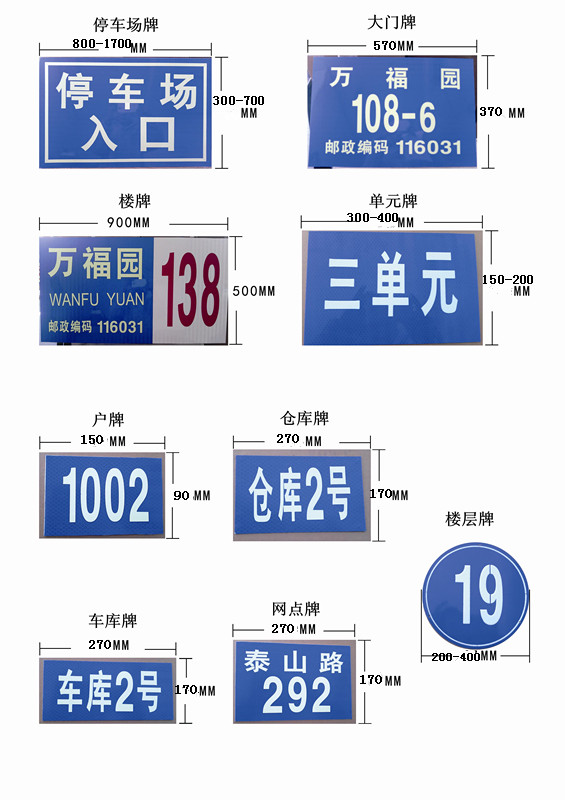 停车场牌
800-1700MM
停车场
入口
300-700
MM
大门牌
570MM
万福园
108-6
邮政编码 116031
370 MM
楼牌
900MM
万福园
WANFU YUAN
邮政编码 116031
138
500MM
单元牌
300-400MM
三单元
150-200
MM
户牌
150 MM
1002
90MM
仓库牌
270 MM
仓库2号
170MM
楼层牌
19
200-400MM
车库牌
270MM
车库2号
170MM
网点牌
270 MM
泰山路
292
170MM